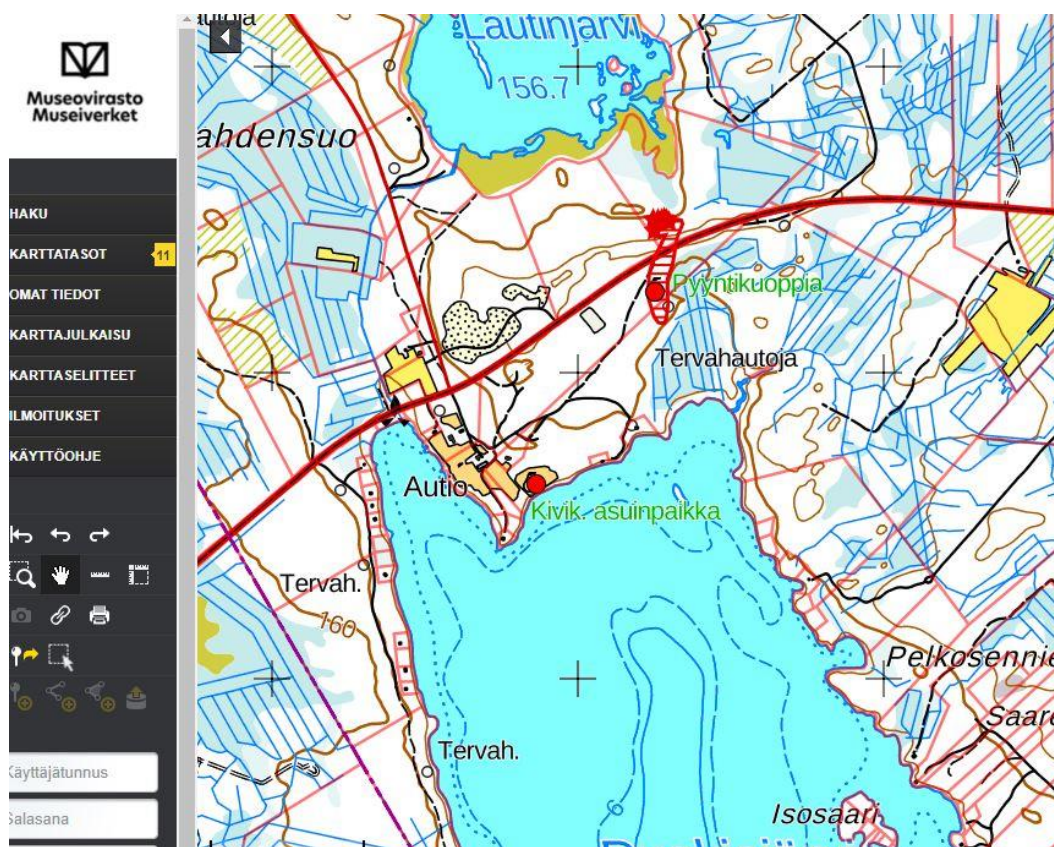 Museovirasto
Museiverket
HAKU
KARTTATASOT 11
OMAT TIEDOT
KARTTAJULKAISU
KARTTASELITTEET
ILMOITUKSET
KÄYTTÖOHJE
Käyttäjätunnus
Salasana
autoja
Lautinjärvi
156.7
ahdensuo
Pyyntikuoppia
Tervahautoja
Autio
Kivik. asuinpaikka
Tervah.
160
Pelkosennie
Saare
Tervah.
Isosaari